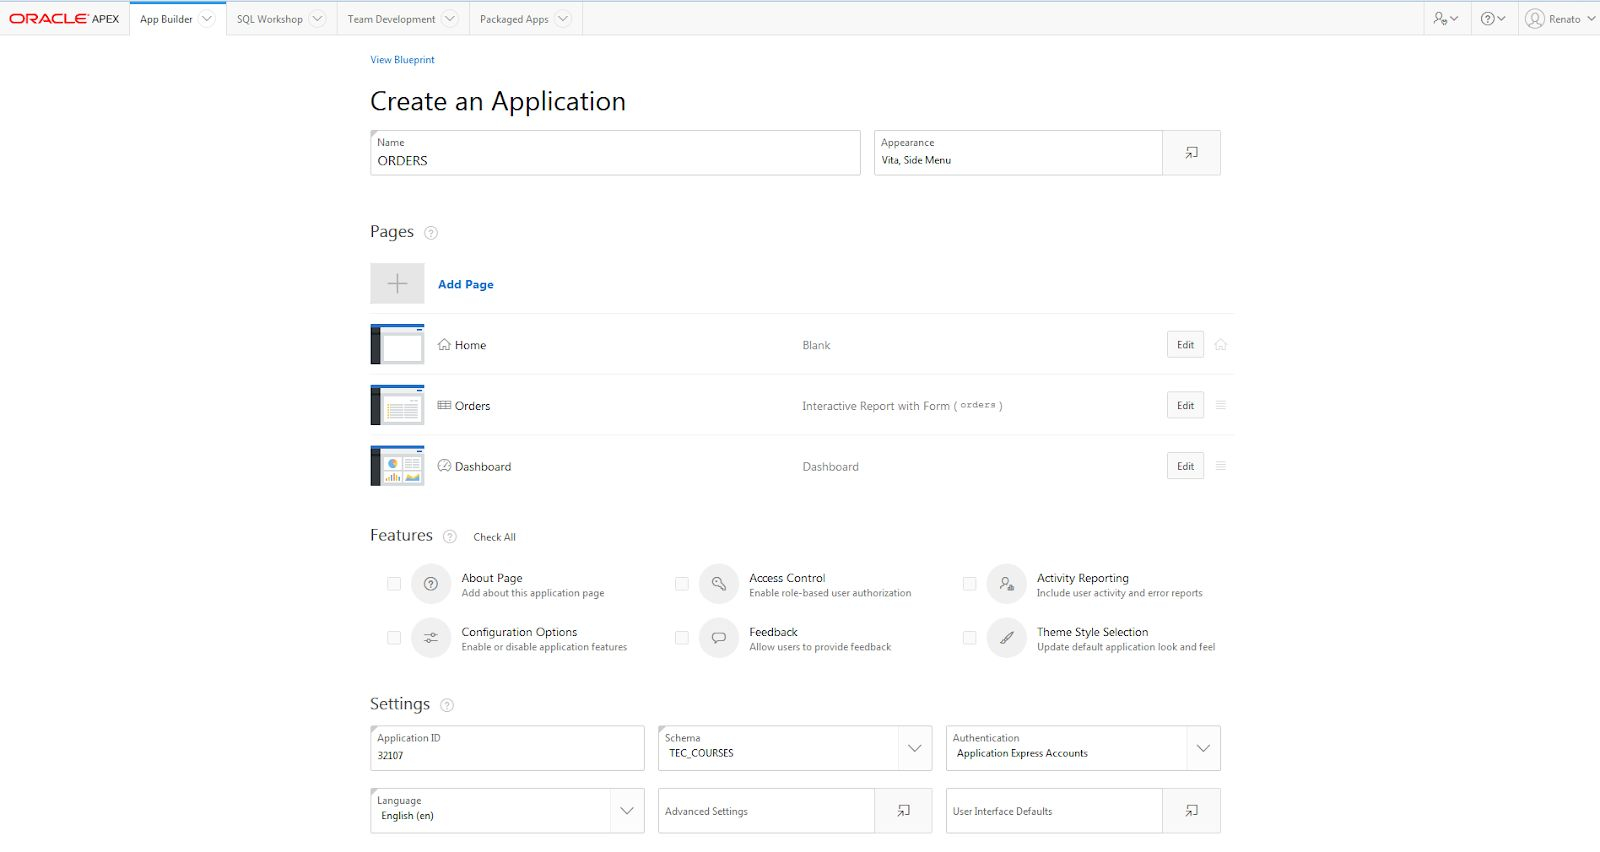 ORACLE APEX App Builder SQL Workshop Team Development Packaged Apps Renato
View Blueprint
Create an Application
Name Appearance
ORDERS Vita, Side Menu
Pages ?
Add Page
Home Blank Edit
Orders Interactive Report with Form ( orders ) Edit
Dashboard Dashboard Edit
Features ? Check All
About Page Access Control Activity Reporting
Add about this application page Enable role-based user authorization Include user activity and error reports
Configuration Options Feedback Theme Style Selection
Enable or disable application features Allow users to provide feedback Update default application look and feel
Settings ?
Application ID Schema Authentication
32107 TEC_COURSES Application Express Accounts
Language Advanced Settings User Interface Defaults
English (en)